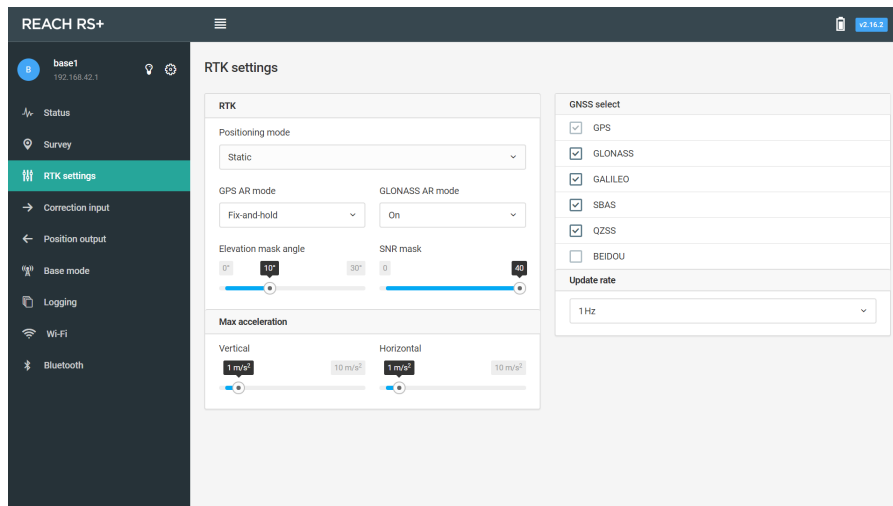 REACH RS+
v2.16.2
B
base1
192.168.42.1
Status
Survey
RTK settings
Correction input
Position output
Base mode
Logging
Wi-Fi
Bluetooth
RTK settings
RTK
Positioning mode
Static
GPS AR mode
GLONASS AR mode
Fix-and-hold
On
Elevation mask angle
SNR mask
0° 10° 30°
0 40
Max acceleration
Vertical
Horizontal
1 m/s² 10 m/s²
1 m/s² 10 m/s²
GNSS select
GPS
GLONASS
GALILEO
SBAS
QZSS
BEIDOU
Update rate
1 Hz